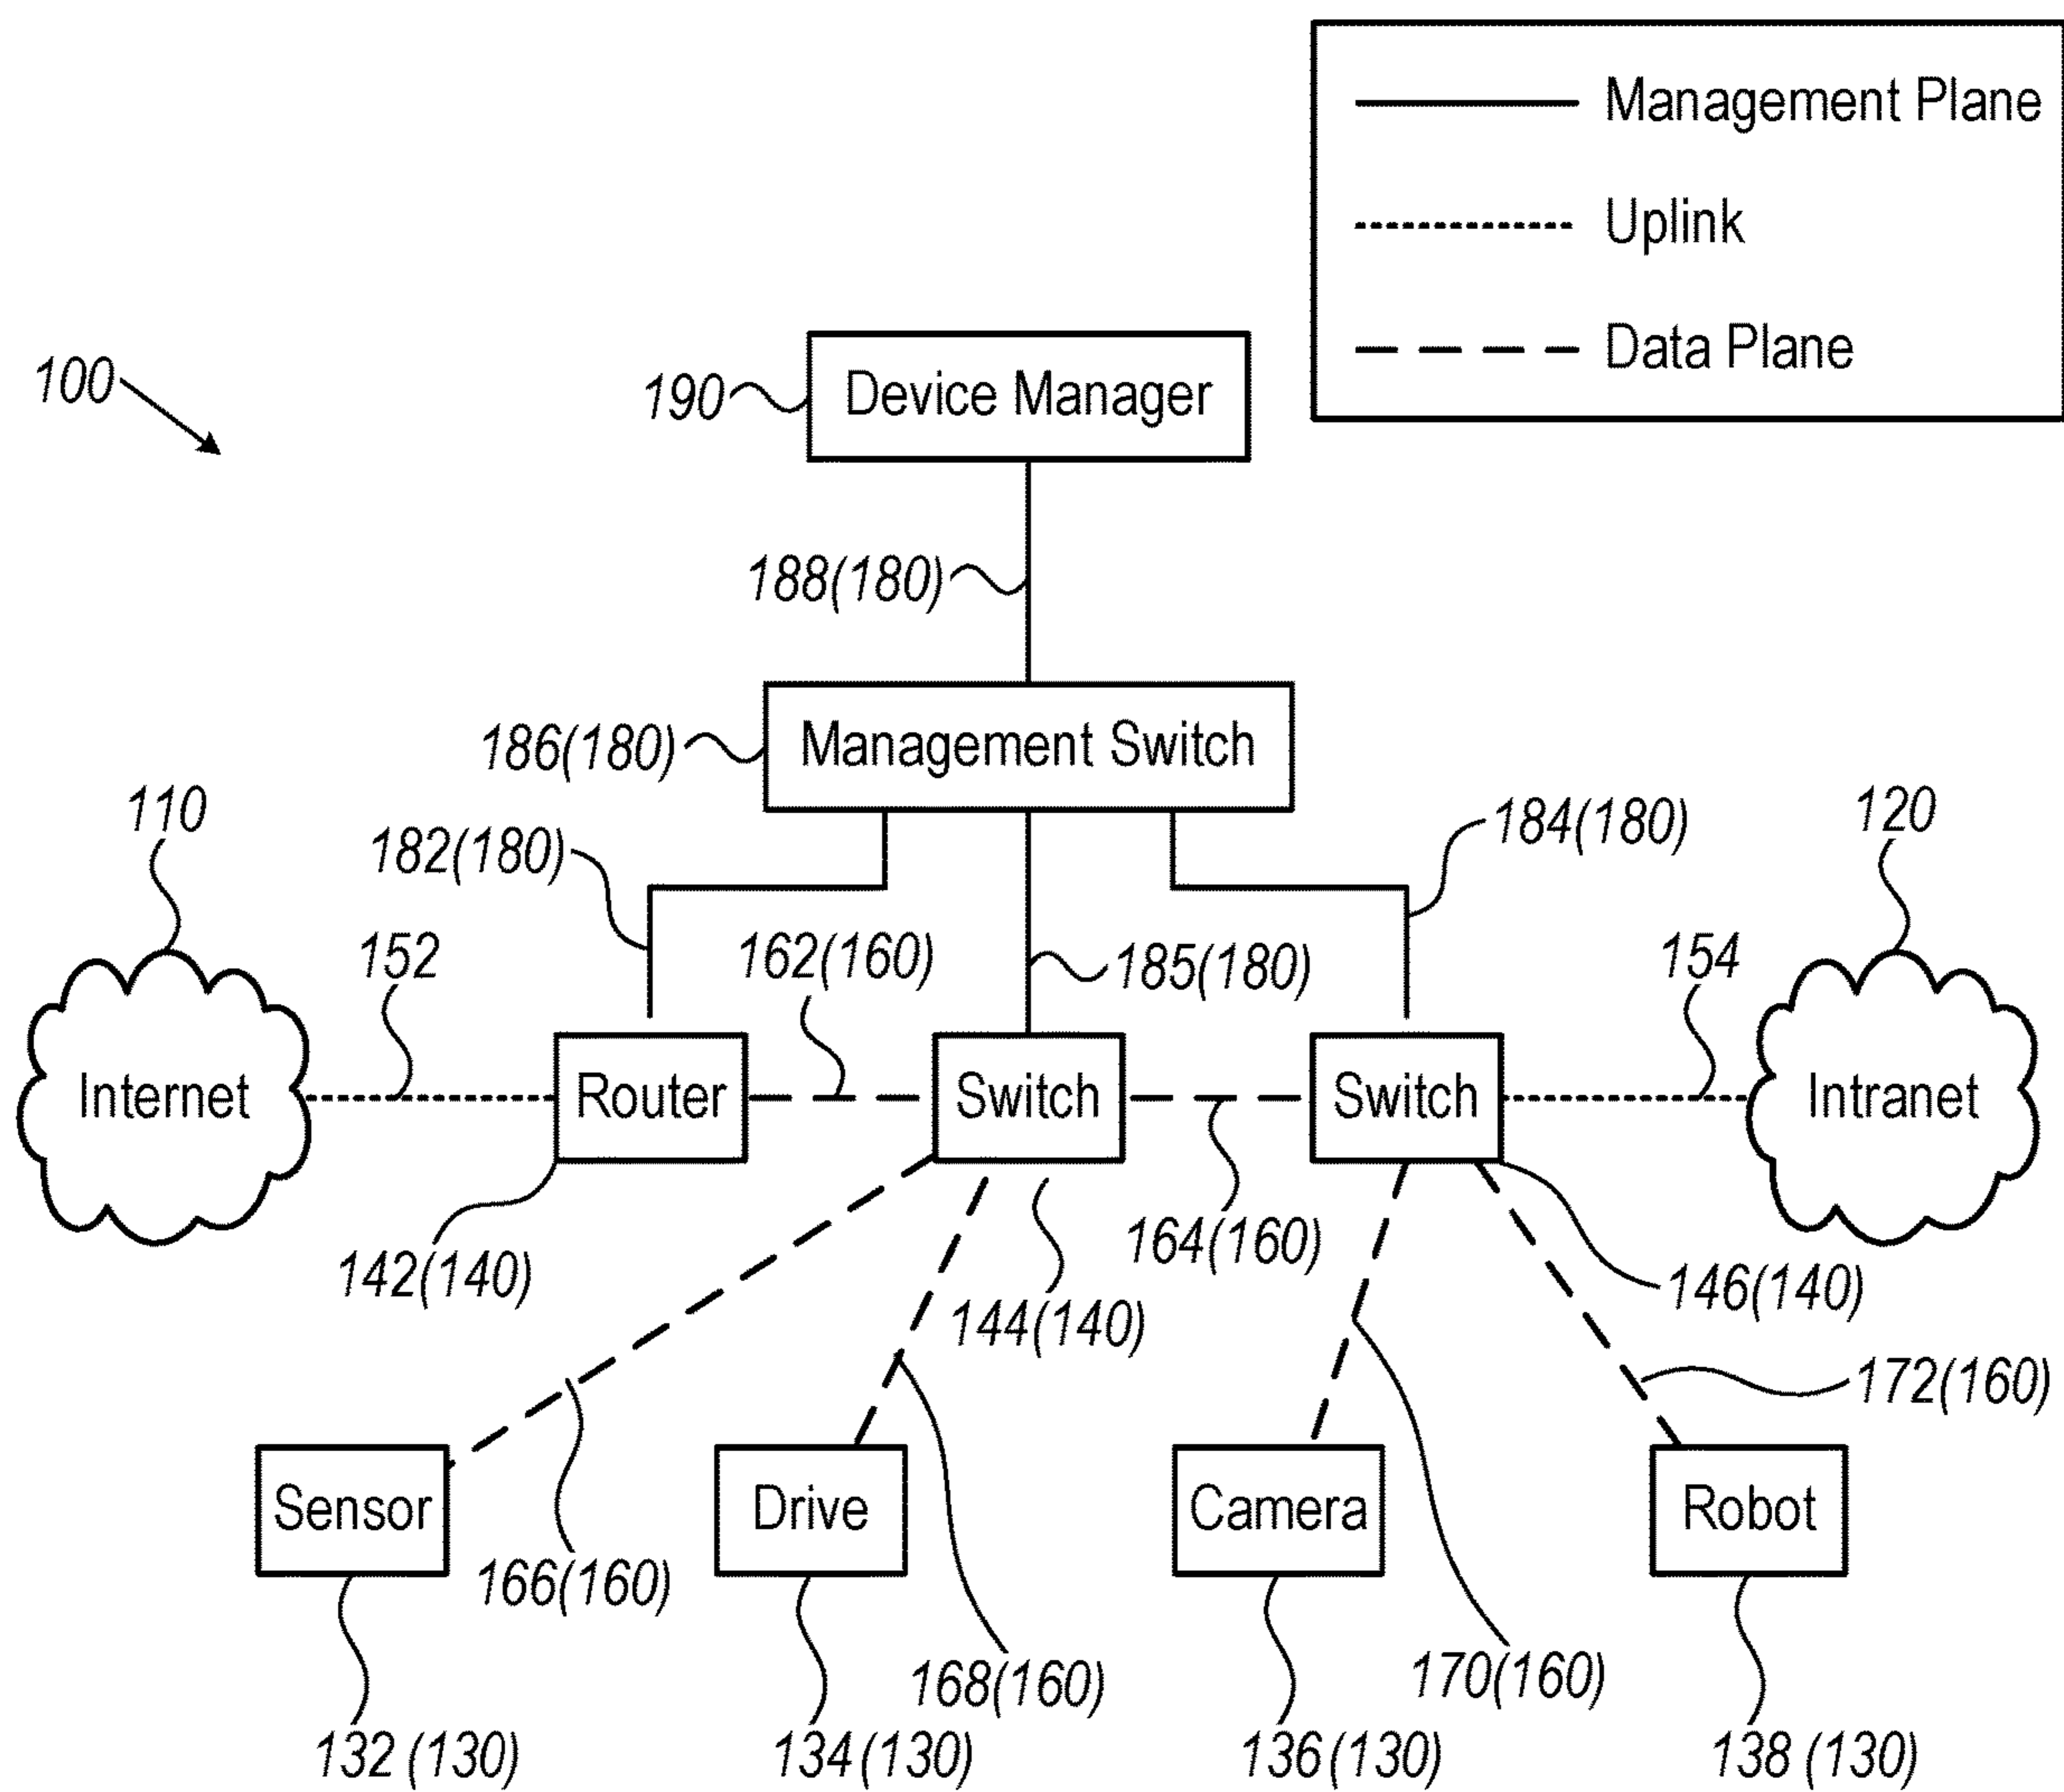 Management Plane
Uplink
Data Plane
100
190
Device Manager
188(180)
186(180)
Management Switch
110
182(180)
184(180)
120
152
162(160)
185(180)
154
Internet
Router
Switch
Switch
Intranet
142(140)
164(160)
144(140)
146(140)
172(160)
Sensor
Drive
Camera
Robot
166(160)
168(160)
170(160)
132 (130)
134 (130)
136 (130)
138 (130)